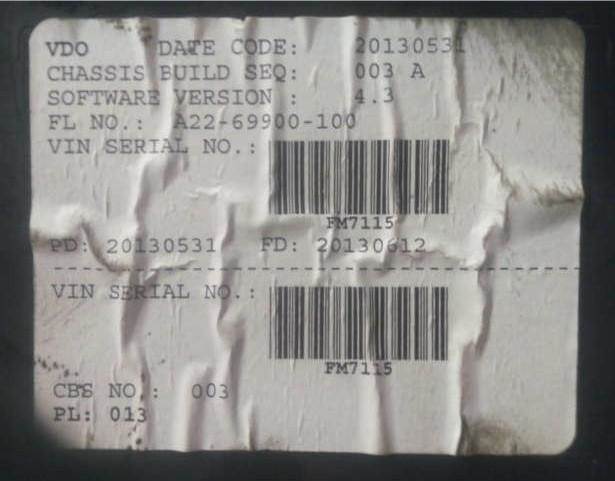 VDO DATE CODE: 20130531
CHASSIS BUILD SEQ: 003 A
SOFTWARE VERSION : 4.3
FL NO.: A22-69900-100
VIN SERIAL NO.:
FM7115
PD: 20130531 FD: 20130612
VIN SERIAL NO.:
FM7115
CBS NO.: 003
PL: 013